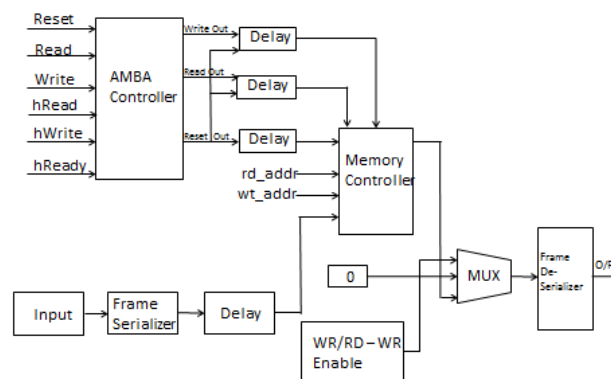 Reset
Read
Write
hRead
hWrite
hReady
AMBA
Controller
Write Out
Read Out
Reset Out
Delay
Delay
Delay
rd_addr
wt_addr
Memory
Controller
0
MUX
Frame
De-
Serializer
O/P
Input
Frame
Serializer
Delay
WR/RD – WR
Enable